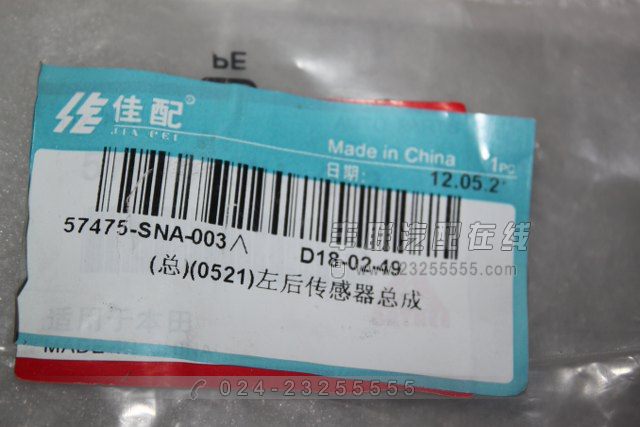 PE
佳配®
JIA PEI
Made in China 1PC
日期: 12.05.2
57475-SNA-003
D18-02-49
(总)(0521)左后传感器总成
适用于本田
MADE
车联汽配在线
www.23255555.com
024-23255555